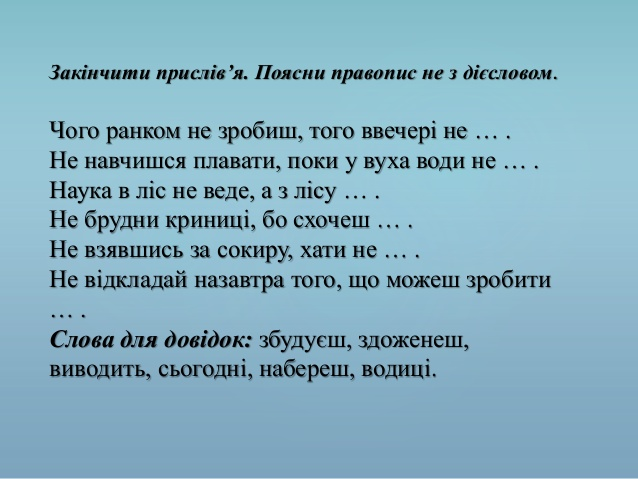 Закінчити прислів’я. Поясни правопис не з дієсловом.
Чого ранком не зробиш, того ввечері не … .
Не навчишся плавати, поки у вуха води не … .
Наука в ліс не веде, а з лісу … .
Не брудни криниці, бо схочеш … .
Не взявшись за сокиру, хати не … .
Не відкладай назавтра того, що можеш зробити
… .
Слова для довідок: збудуєш, здоженеш,
виводить, сьогодні, набереш, водиці.